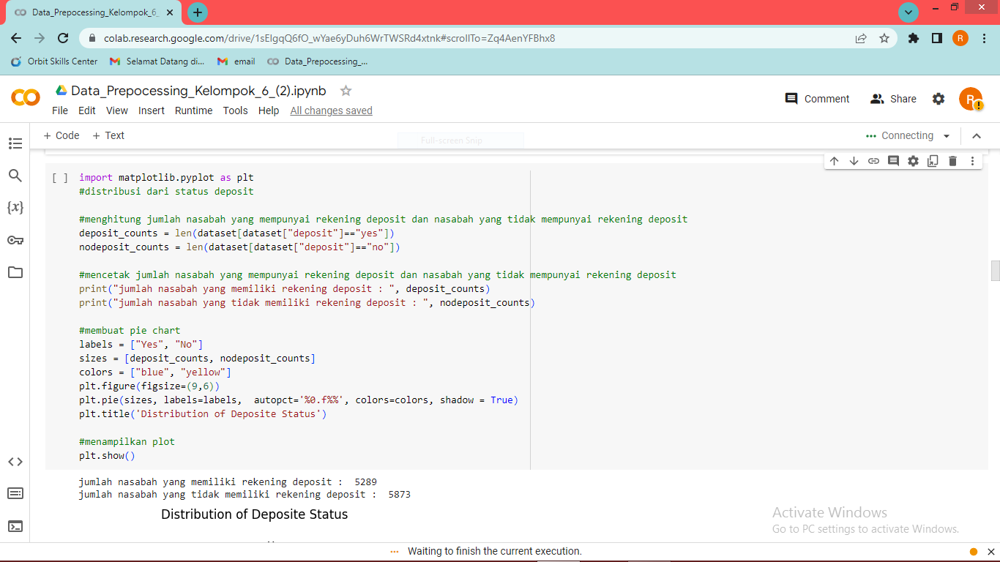 Data_Prepocessing_Kelompok_6_
colab.research.google.com/drive/1sElgqQ6fO_wYae6yDuh6WrTWSRd4xtnk#scrollTo=Zq4AenYFBhx8
R
Orbit Skills Center Selamat Datang di... email Data_Prepocessing_...
Data_Prepocessing_Kelompok_6_(2).ipynb
Comment Share R
File Edit View Insert Runtime Tools Help All changes saved
+ Code + Text Full-screen Snip Connecting
[ ] import matplotlib.pyplot as plt
#distribusi dari status deposit
#menghitung jumlah nasabah yang mempunyai rekening deposit dan nasabah yang tidak mempunyai rekening deposit
deposit_counts = len(dataset[dataset["deposit"]=="yes"])
nodeposit_counts = len(dataset[dataset["deposit"]=="no"])
#mencetak jumlah nasabah yang mempunyai rekening deposit dan nasabah yang tidak mempunyai rekening deposit
print("jumlah nasabah yang memiliki rekening deposit : ", deposit_counts)
print("jumlah nasabah yang tidak memiliki rekening deposit : ", nodeposit_counts)
#membuat pie chart
labels = ["Yes", "No"]
sizes = [deposit_counts, nodeposit_counts]
colors = ["blue", "yellow"]
plt.figure(figsize=(9,6))
plt.pie(sizes, labels=labels,  autopct='%0.f%%', colors=colors, shadow = True)
plt.title('Distribution of Deposite Status')
#menampilkan plot
plt.show()
jumlah nasabah yang memiliki rekening deposit :  5289
jumlah nasabah yang tidak memiliki rekening deposit :  5873
Distribution of Deposite Status
Activate Windows
Go to PC settings to activate Windows.
Waiting to finish the current execution.